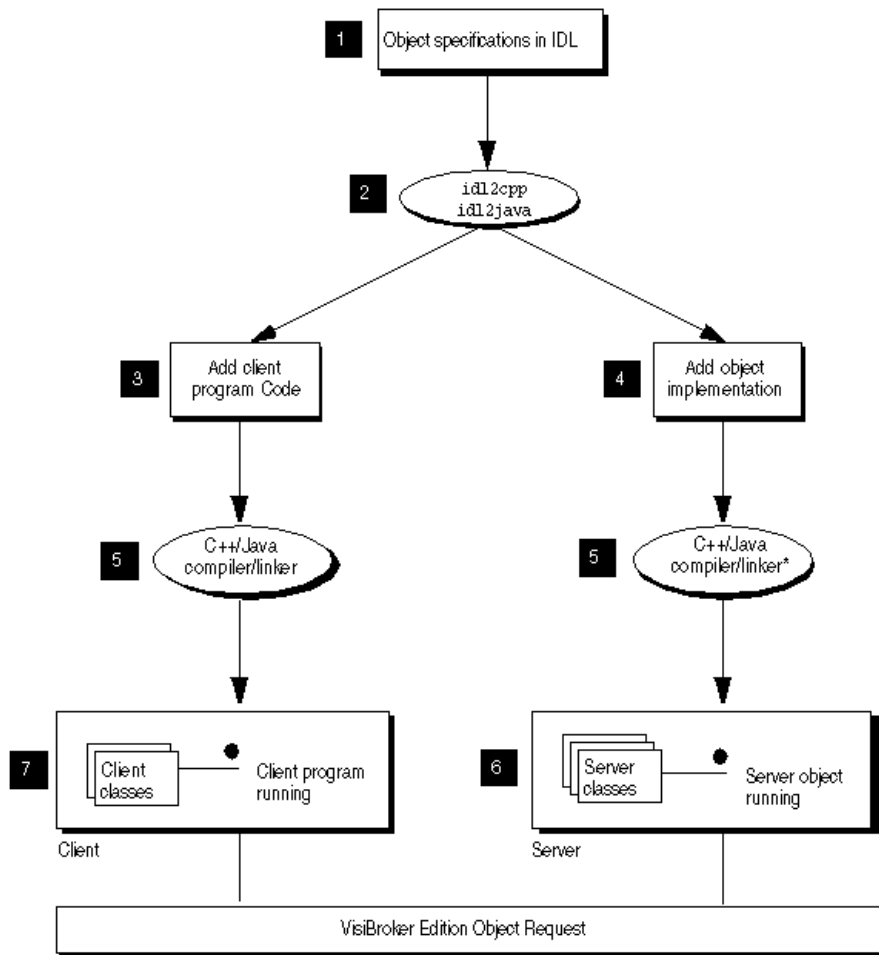 1
Object specifications in IDL
2
idl2cpp
idl2java
3
Add client
program Code
4
Add object
implementation
5
C++/Java
compiler/linker
5
C++/Java
compiler/linker*
7
Client
classes
Client program
running
Client
6
Server
classes
Server object
running
Server
VisiBroker Edition Object Request